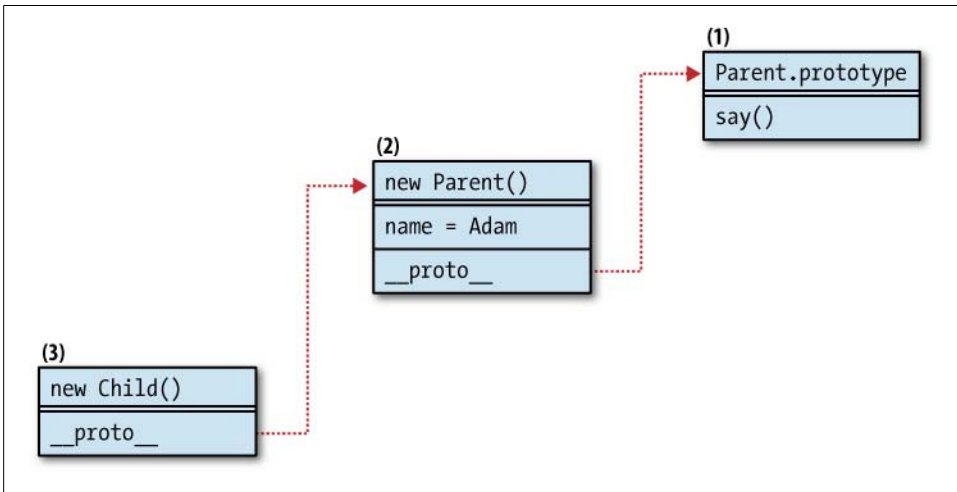 (1)
Parent.prototype
say()
(2)
new Parent()
name = Adam
__proto__
(3)
new Child()
__proto__